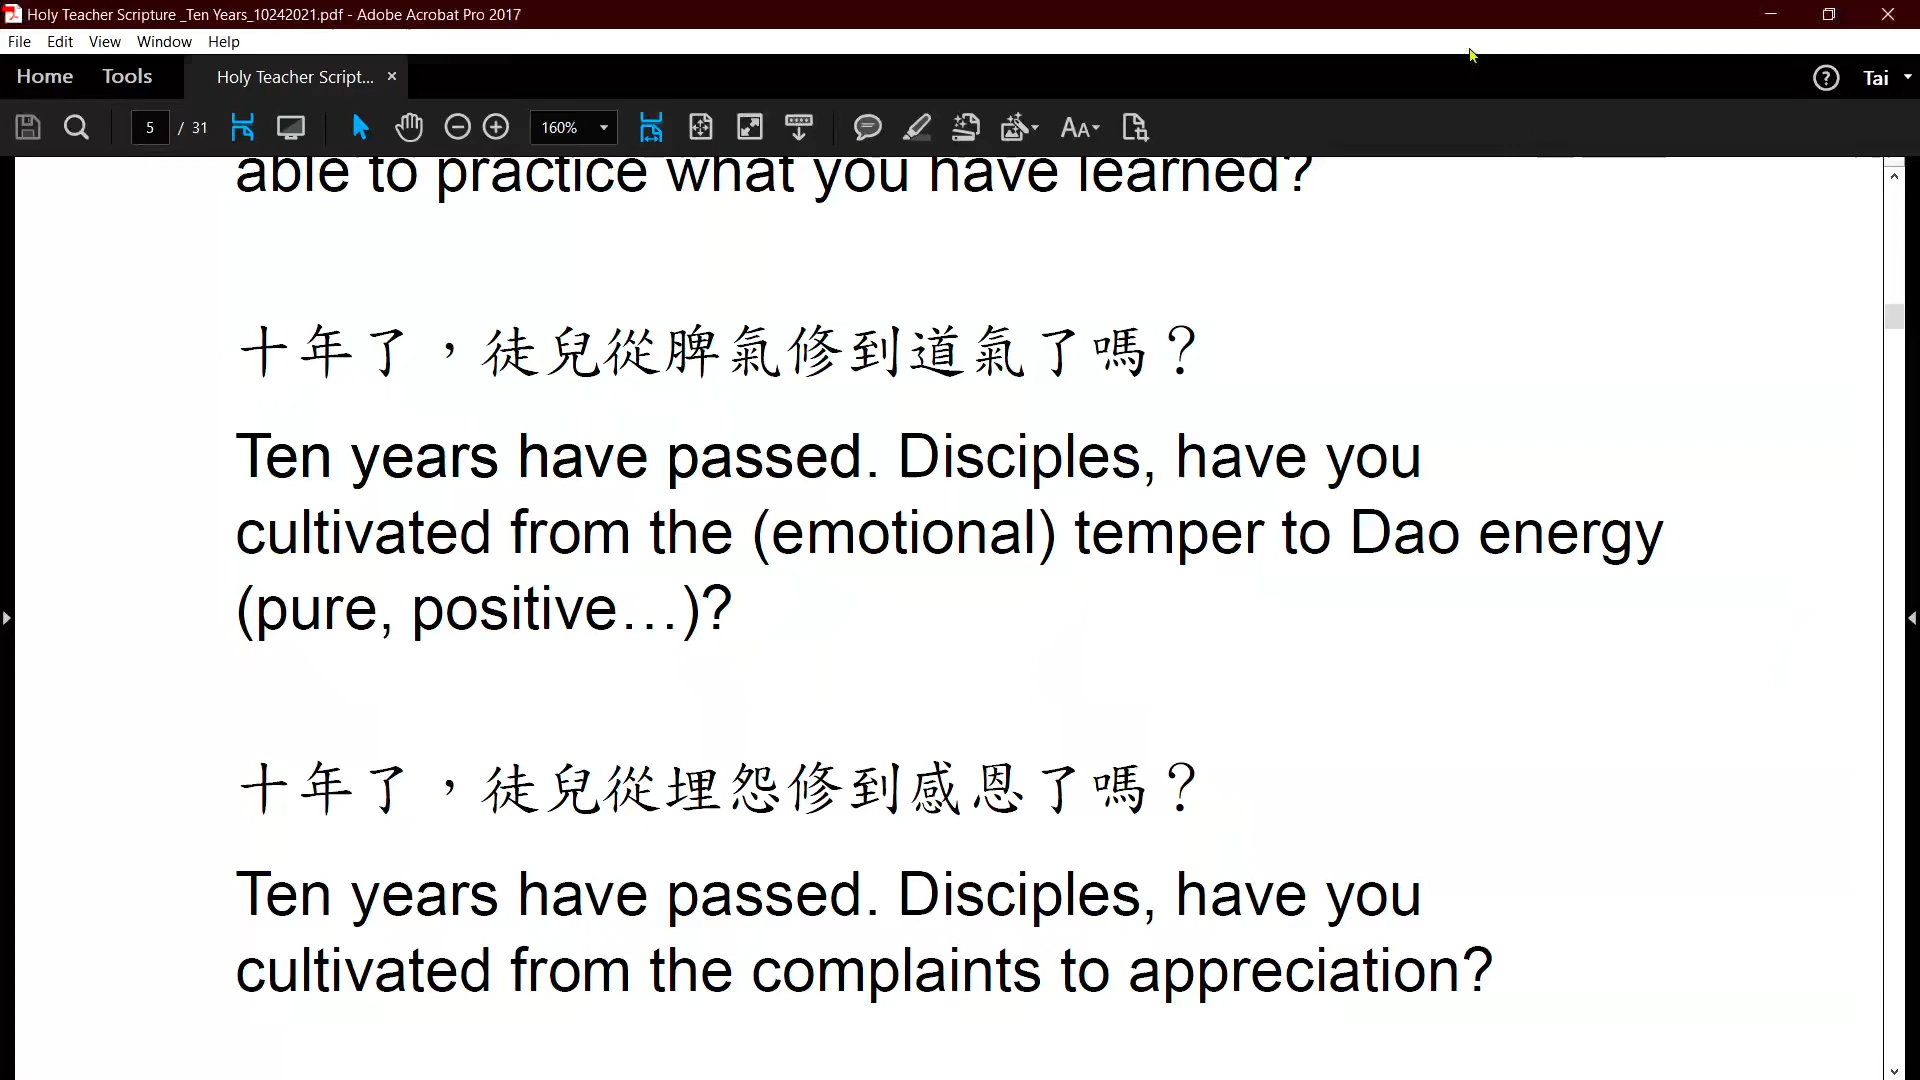 Holy Teacher Scripture _Ten Years_10242021.pdf - Adobe Acrobat Pro 2017
File Edit View Window Help
Home Tools Holy Teacher Script... Tai
5 / 31 160%
able to practice what you have learned?
十年了，徒兒從脾氣修到道氣了嗎？
Ten years have passed. Disciples, have you
cultivated from the (emotional) temper to Dao energy
(pure, positive…)?
十年了，徒兒從埋怨修到感恩了嗎？
Ten years have passed. Disciples, have you
cultivated from the complaints to appreciation?